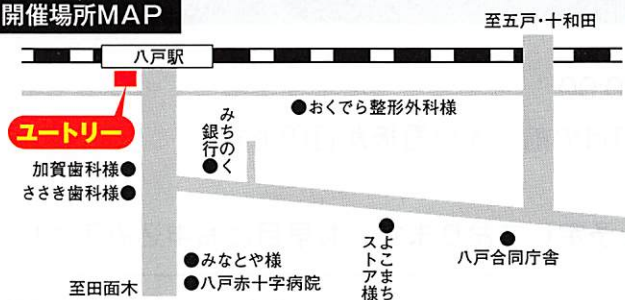 開催場所MAP
至五戸・十和田
八戸駅
おくでら整形外科様
ユートリー
みちのく
銀行
加賀歯科様
ささき歯科様
よこまち
ストア様
八戸合同庁舎
みなとや様
八戸赤十字病院
至田面木